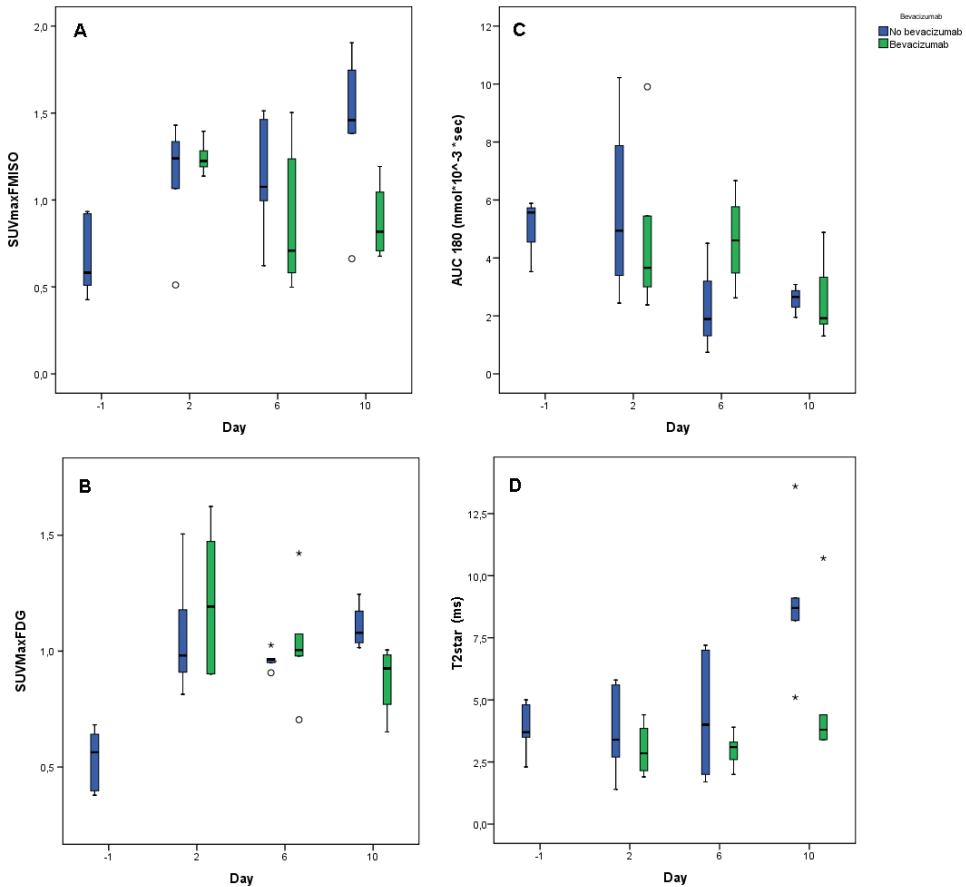 A
SUVmaxFMISO
2,0
1,5
1,0
0,5
0,0
-1
2
6
10
Day
C
AUC 180 (mmol*10^-3 *sec)
12
10
8
6
4
2
0
-1
2
6
10
Day
Bevacizumab
No bevacizumab
Bevacizumab
B
SUVMaxFDG
1,5
1,0
0,5
-1
2
6
10
Day
D
T2star (ms)
12,5
10,0
7,5
5,0
2,5
0,0
-1
2
6
10
Day